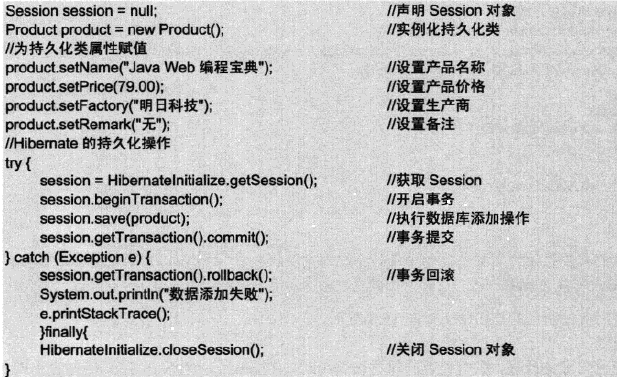 Session session = null; //声明 Session 对象
Product product = new Product(); //实例化持久化类
//为持久化类属性赋值
product.setName("Java Web 编程宝典"); //设置产品名称
product.setPrice(79.00); //设置产品价格
product.setFactory("明日科技"); //设置生产商
product.setRemark("无"); //设置备注
//Hibernate 的持久化操作
try {
session = HibernateInitialize.getSession(); //获取 Session
session.beginTransaction(); //开启事务
session.save(product); //执行数据库添加操作
session.getTransaction().commit(); //事务提交
} catch (Exception e) {
session.getTransaction().rollback(); //事务回滚
System.out.println("数据添加失败");
e.printStackTrace();
}finally{
HibernateInitialize.closeSession(); //关闭 Session 对象
}